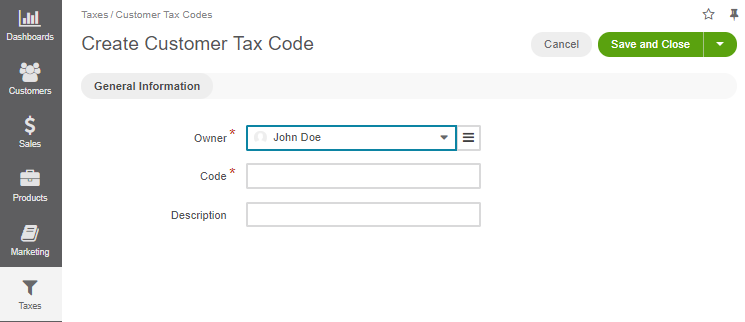 Dashboards
Customers
$
Sales
Products
Marketing
Taxes
Taxes / Customer Tax Codes
Create Customer Tax Code
Cancel
Save and Close
General Information
Owner *
John Doe
Code *
Description